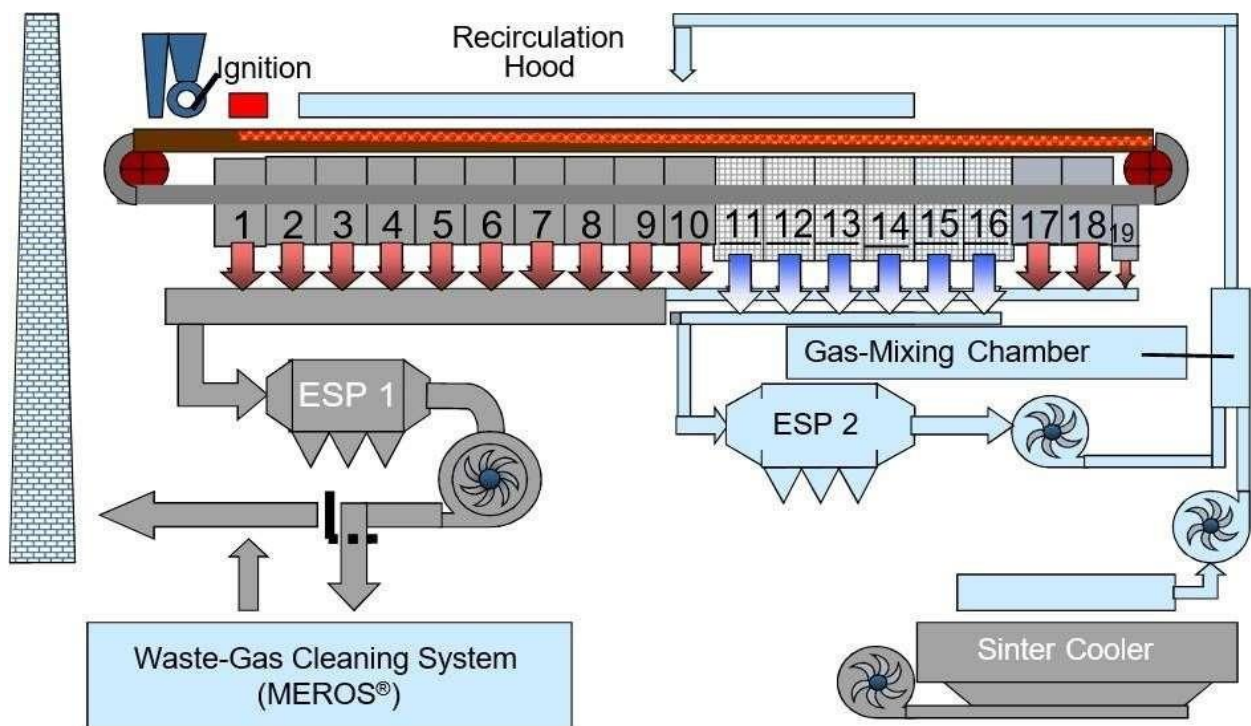 Recirculation
Hood
Ignition
1 2 3 4 5 6 7 8 9 10 11 12 13 14 15 16 17 18 19
Gas-Mixing Chamber
ESP 1
ESP 2
Waste-Gas Cleaning System
(MEROS®)
Sinter Cooler